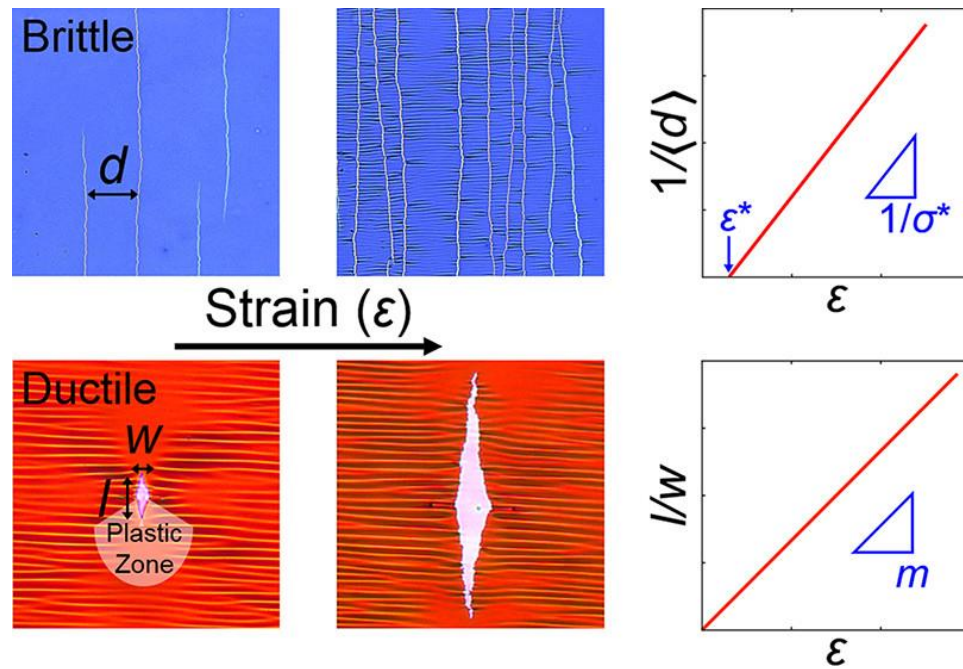 Brittle
d
1/⟨d⟩
ε*
1/σ*
ε
Strain (ε)
Ductile
w
l
Plastic
Zone
l/w
m
ε